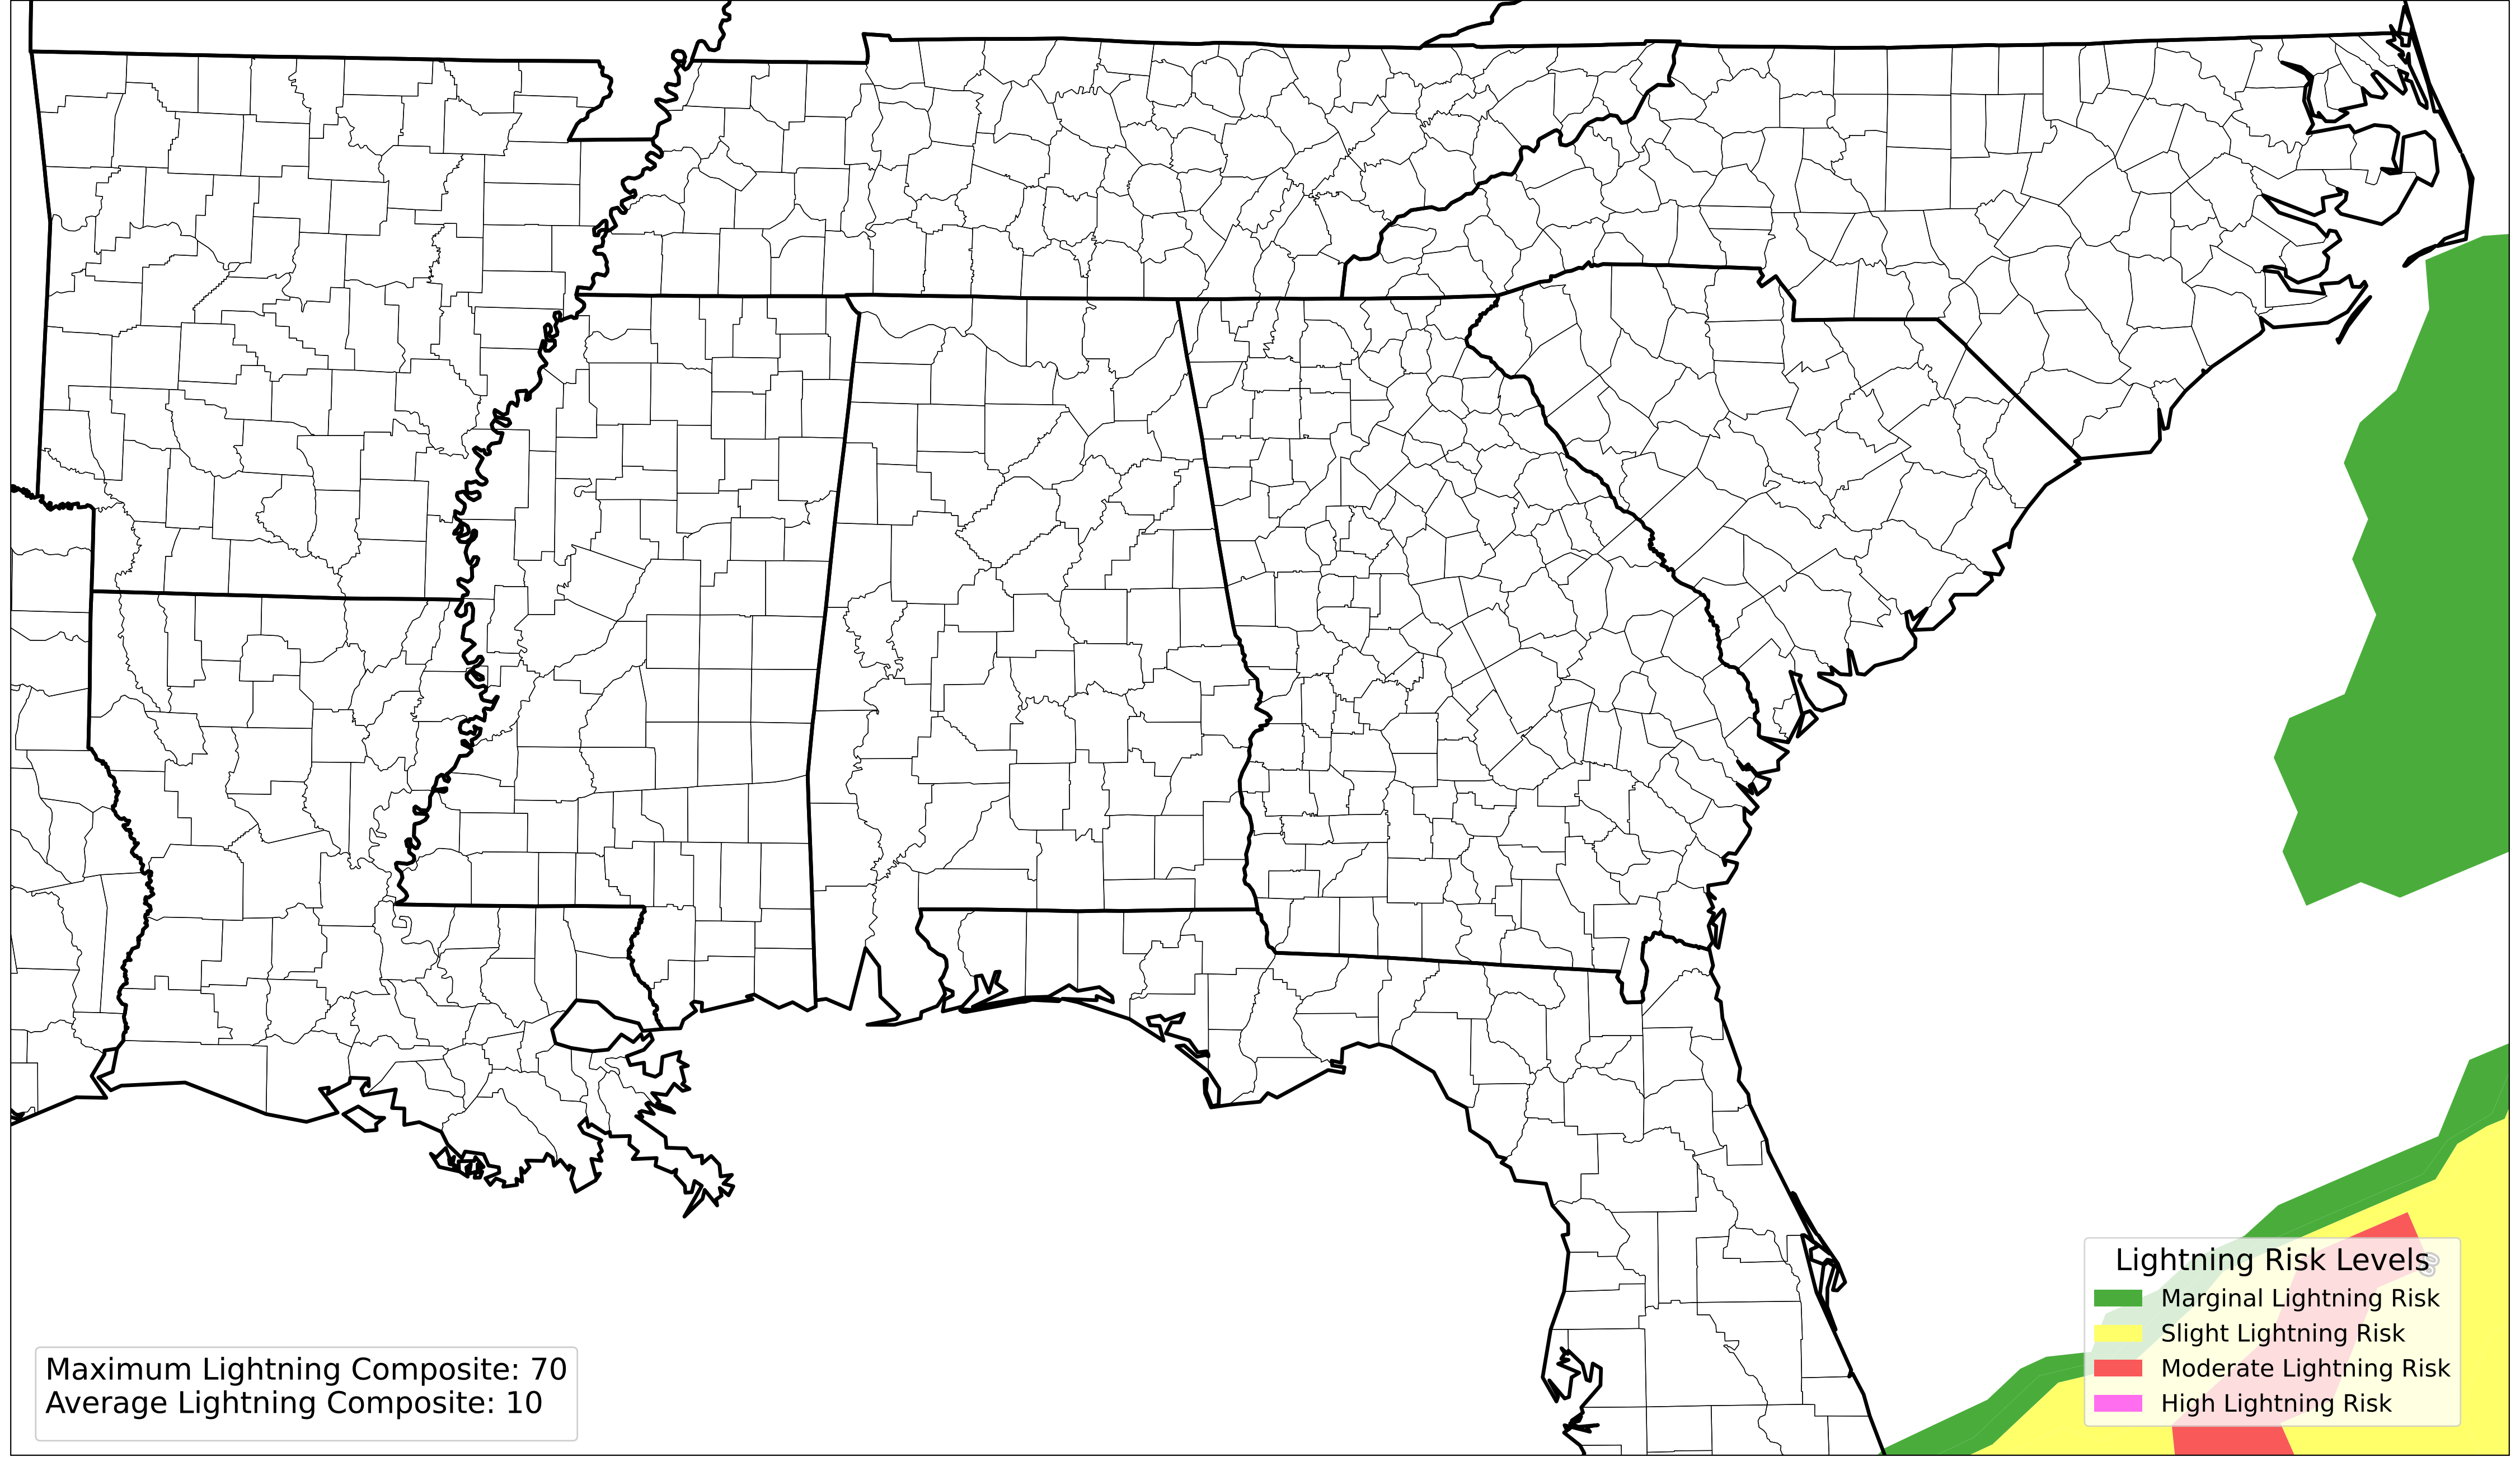 Maximum Lightning Composite: 70
Average Lightning Composite: 10
Lightning Risk Levels
Marginal Lightning Risk
Slight Lightning Risk
Moderate Lightning Risk
High Lightning Risk